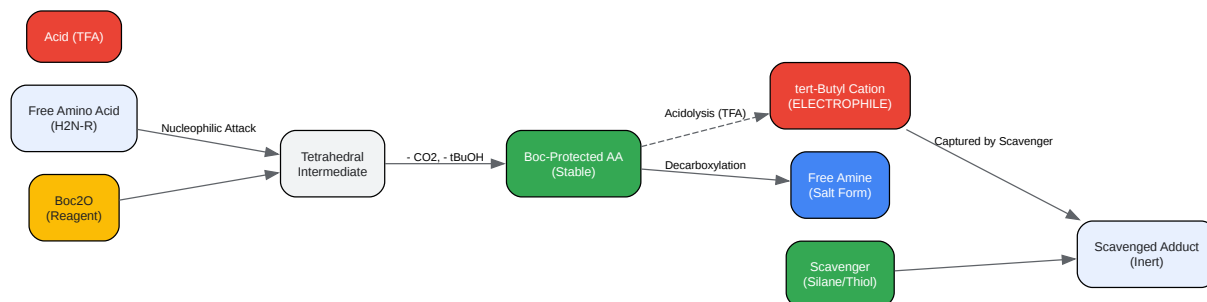 Acid (TFA)
Free Amino Acid
(H2N-R)
Nucleophilic Attack
Boc2O
(Reagent)
Tetrahedral
Intermediate
- CO2, - tBuOH
Boc-Protected AA
(Stable)
Acidolysis (TFA)
Decarboxylation
tert-Butyl Cation
(ELECTROPHILE)
Free Amine
(Salt Form)
Scavenger
(Silane/Thiol)
Captured by Scavenger
Scavenged Adduct
(Inert)